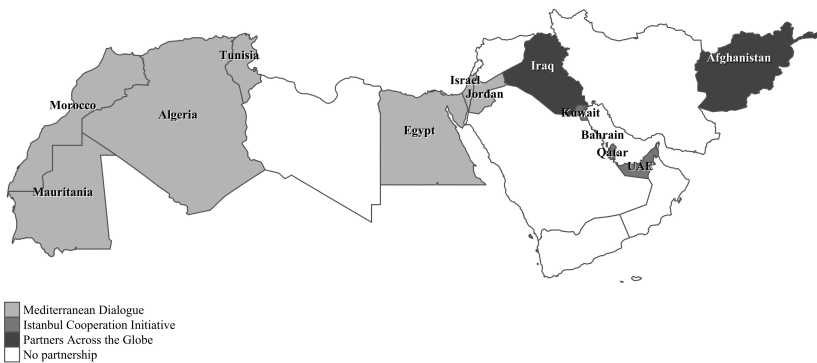 Tunisia
Afghanistan
Iraq
Israel
Jordan
Morocco
Algeria
Kuwait
Egypt
Bahrain
Qatar
UAE
Mauritania
Mediterranean Dialogue
Istanbul Cooperation Initiative
Partners Across the Globe
No partnership